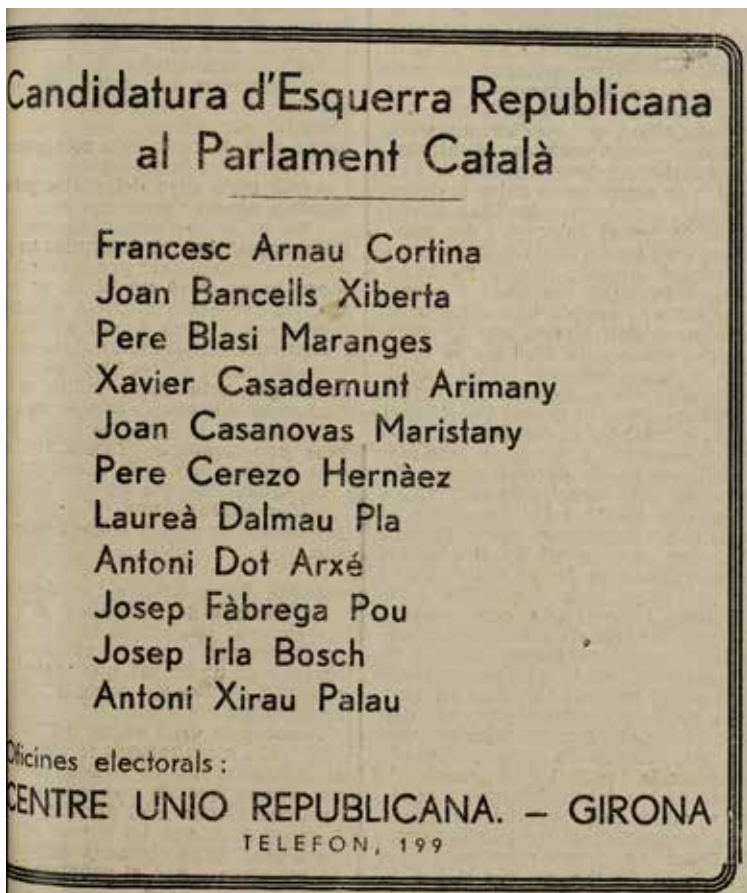 Candidatura d'Esquerra Republicana
al Parlament Català
Francesc Arnau Cortina
Joan Bancells Xiberta
Pere Blasi Maranges
Xavier Casademunt Arimany
Joan Casanovas Maristany
Pere Cerezo Hernàez
Laureà Dalmau Pla
Antoni Dot Arxé
Josep Fàbrega Pou
Josep Irla Bosch
Antoni Xirau Palau
Oficines electorals :
CENTRE UNIO REPUBLICANA. – GIRONA
TELEFON, 199